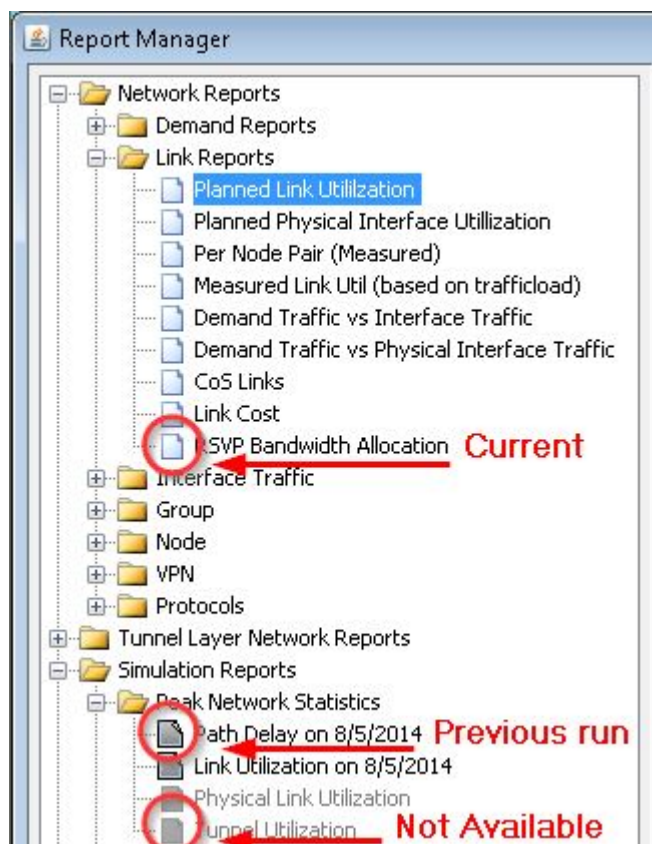 Report Manager
Network Reports
Demand Reports
Link Reports
Planned Link Utililzation
Planned Physical Interface Utillization
Per Node Pair (Measured)
Measured Link Util (based on trafficload)
Demand Traffic vs Interface Traffic
Demand Traffic vs Physical Interface Traffic
CoS Links
Link Cost
RSVP Bandwidth Allocation Current
Interface Traffic
Group
Node
VPN
Protocols
Tunnel Layer Network Reports
Simulation Reports
Peak Network Statistics
Path Delay on 8/5/2014 Previous run
Link Utilization on 8/5/2014
Physical Link Utilization
Tunnel Utilization Not Available